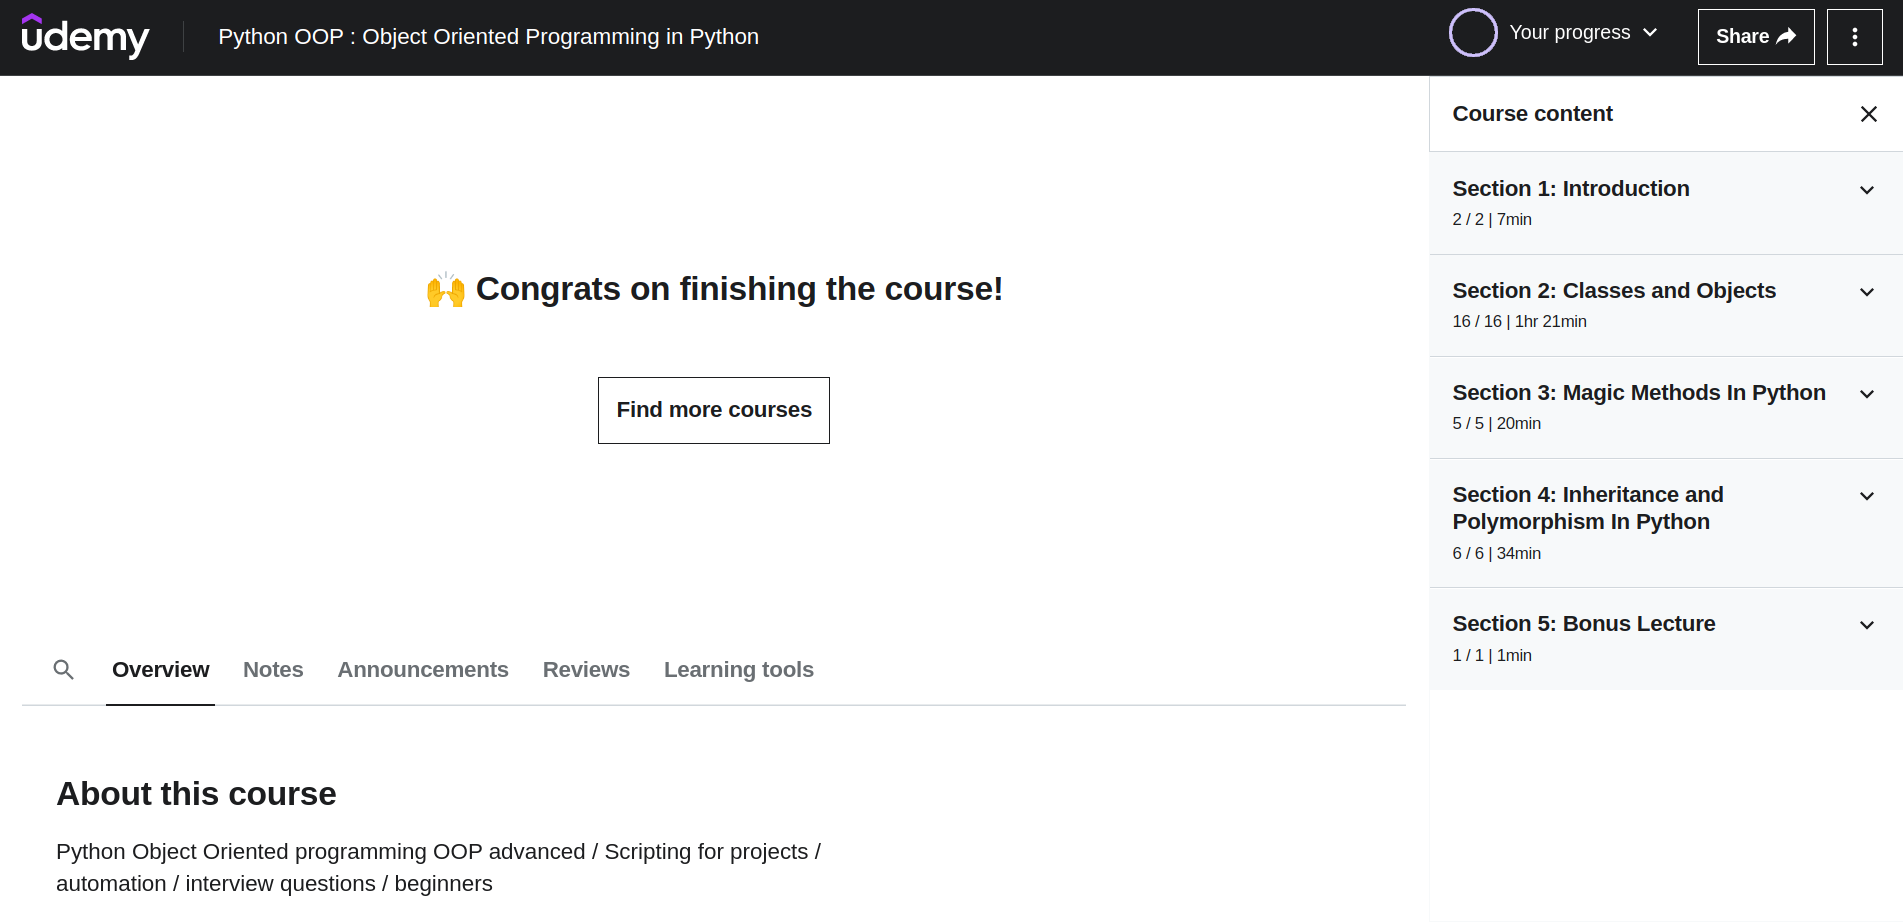 udemy
Python OOP : Object Oriented Programming in Python
Your progress
Share
Course content
Section 1: Introduction
2 / 2 | 7min
Section 2: Classes and Objects
16 / 16 | 1hr 21min
Section 3: Magic Methods In Python
5 / 5 | 20min
Section 4: Inheritance and
Polymorphism In Python
6 / 6 | 34min
Section 5: Bonus Lecture
1 / 1 | 1min
🙌 Congrats on finishing the course!
Find more courses
Overview Notes Announcements Reviews Learning tools
About this course
Python Object Oriented programming OOP advanced / Scripting for projects /
automation / interview questions / beginners